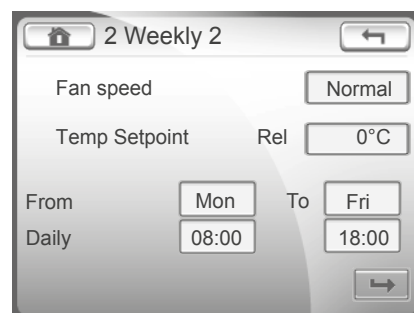 2 Weekly 2
Fan speed Normal
Temp Setpoint Rel 0°C
From Mon To Fri
Daily 08:00 18:00